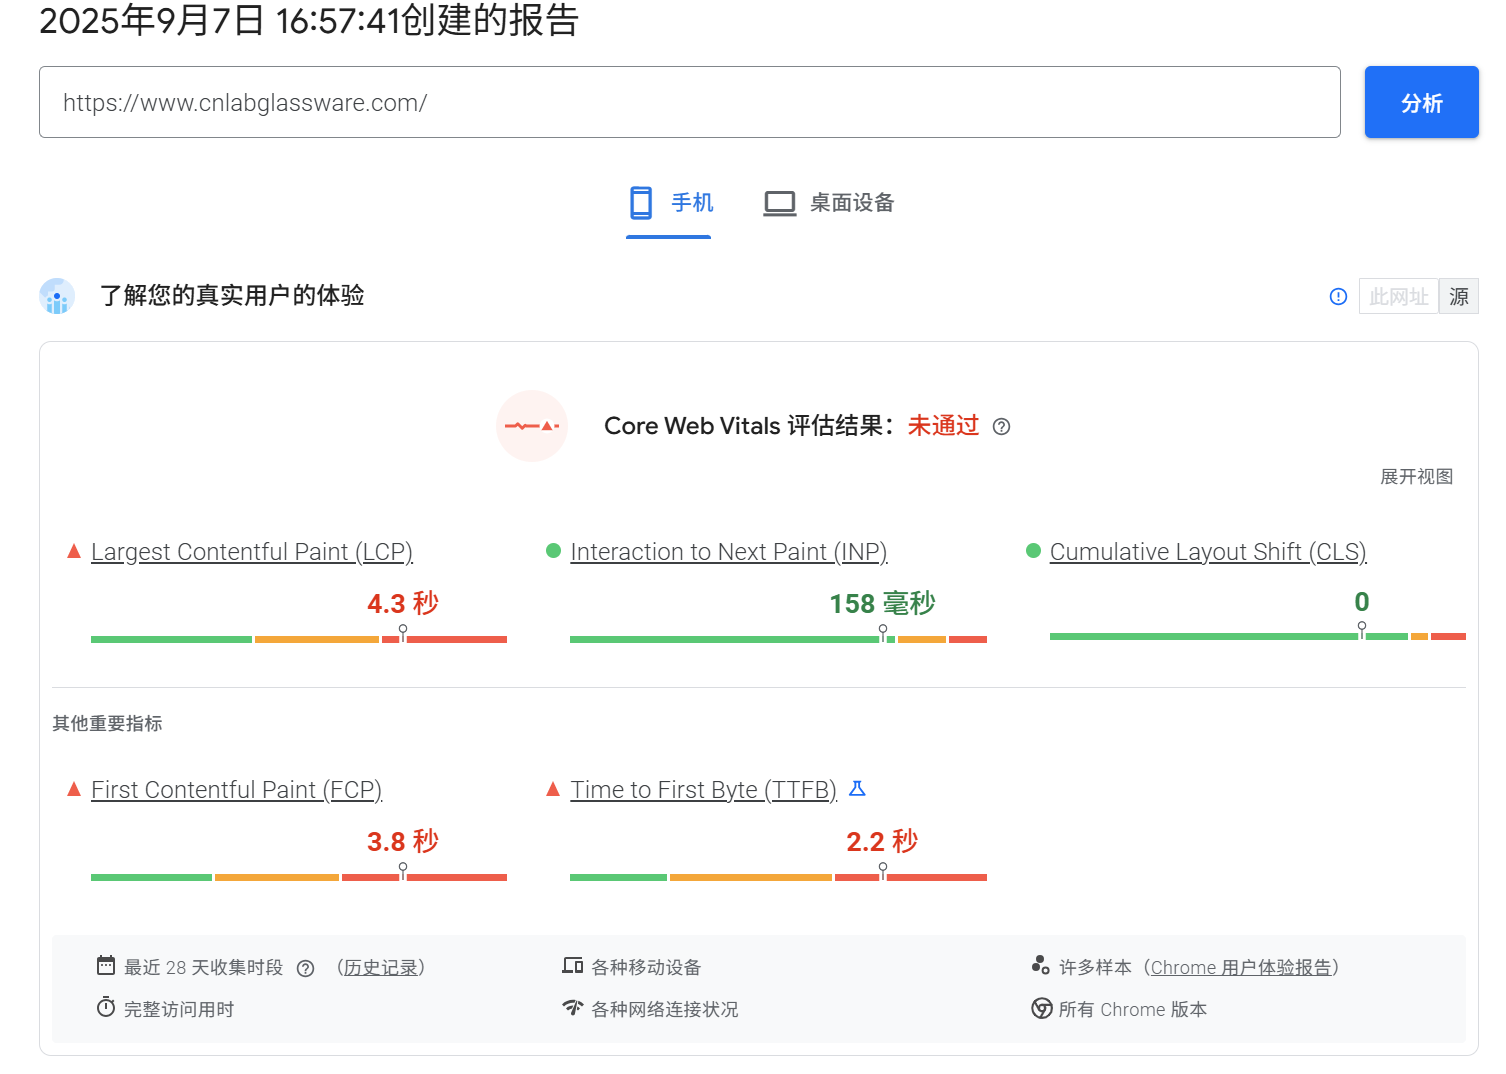 2025年9月7日 16:57:41创建的报告
https://www.cnlabglassware.com/
分析
手机
桌面设备
了解您的真实用户的体验
此网址
源
Core Web Vitals 评估结果：未通过
展开视图
Largest Contentful Paint (LCP)
4.3 秒
Interaction to Next Paint (INP)
158 毫秒
Cumulative Layout Shift (CLS)
0
其他重要指标
First Contentful Paint (FCP)
3.8 秒
Time to First Byte (TTFB)
2.2 秒
最近 28 天收集时段 （历史记录）
各种移动设备
许多样本（Chrome 用户体验报告）
完整访问用时
各种网络连接状况
所有 Chrome 版本